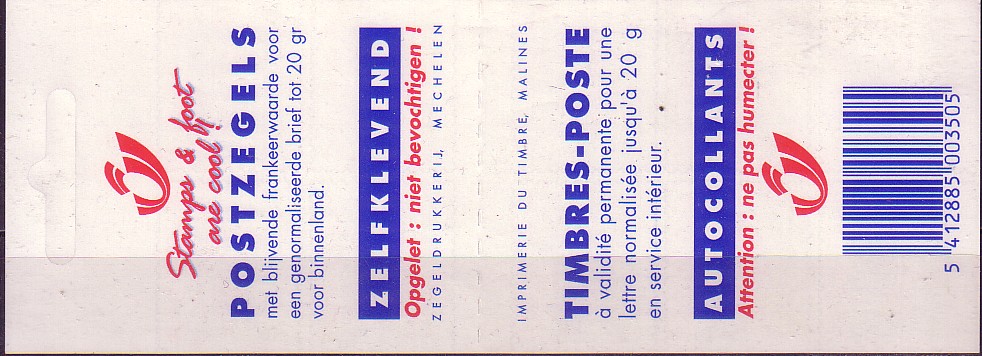 Stamps & foot
are cool !
POSTZEGELS
met blijvende frankeerwaarde voor
een genormaliseerde brief tot 20 gr
voor binnenland.
ZELFKLEVEND
Opgelet : niet bevochtigen !
ZEGELDRUKKERIJ, MECHELEN
IMPRIMERIE DU TIMBRE, MALINES
TIMBRES-POSTE
à validité permanente pour une
lettre normalisée jusqu'à 20 g
en service intérieur.
AUTOCOLLANTS
Attention : ne pas humecter !
5 412885 003505